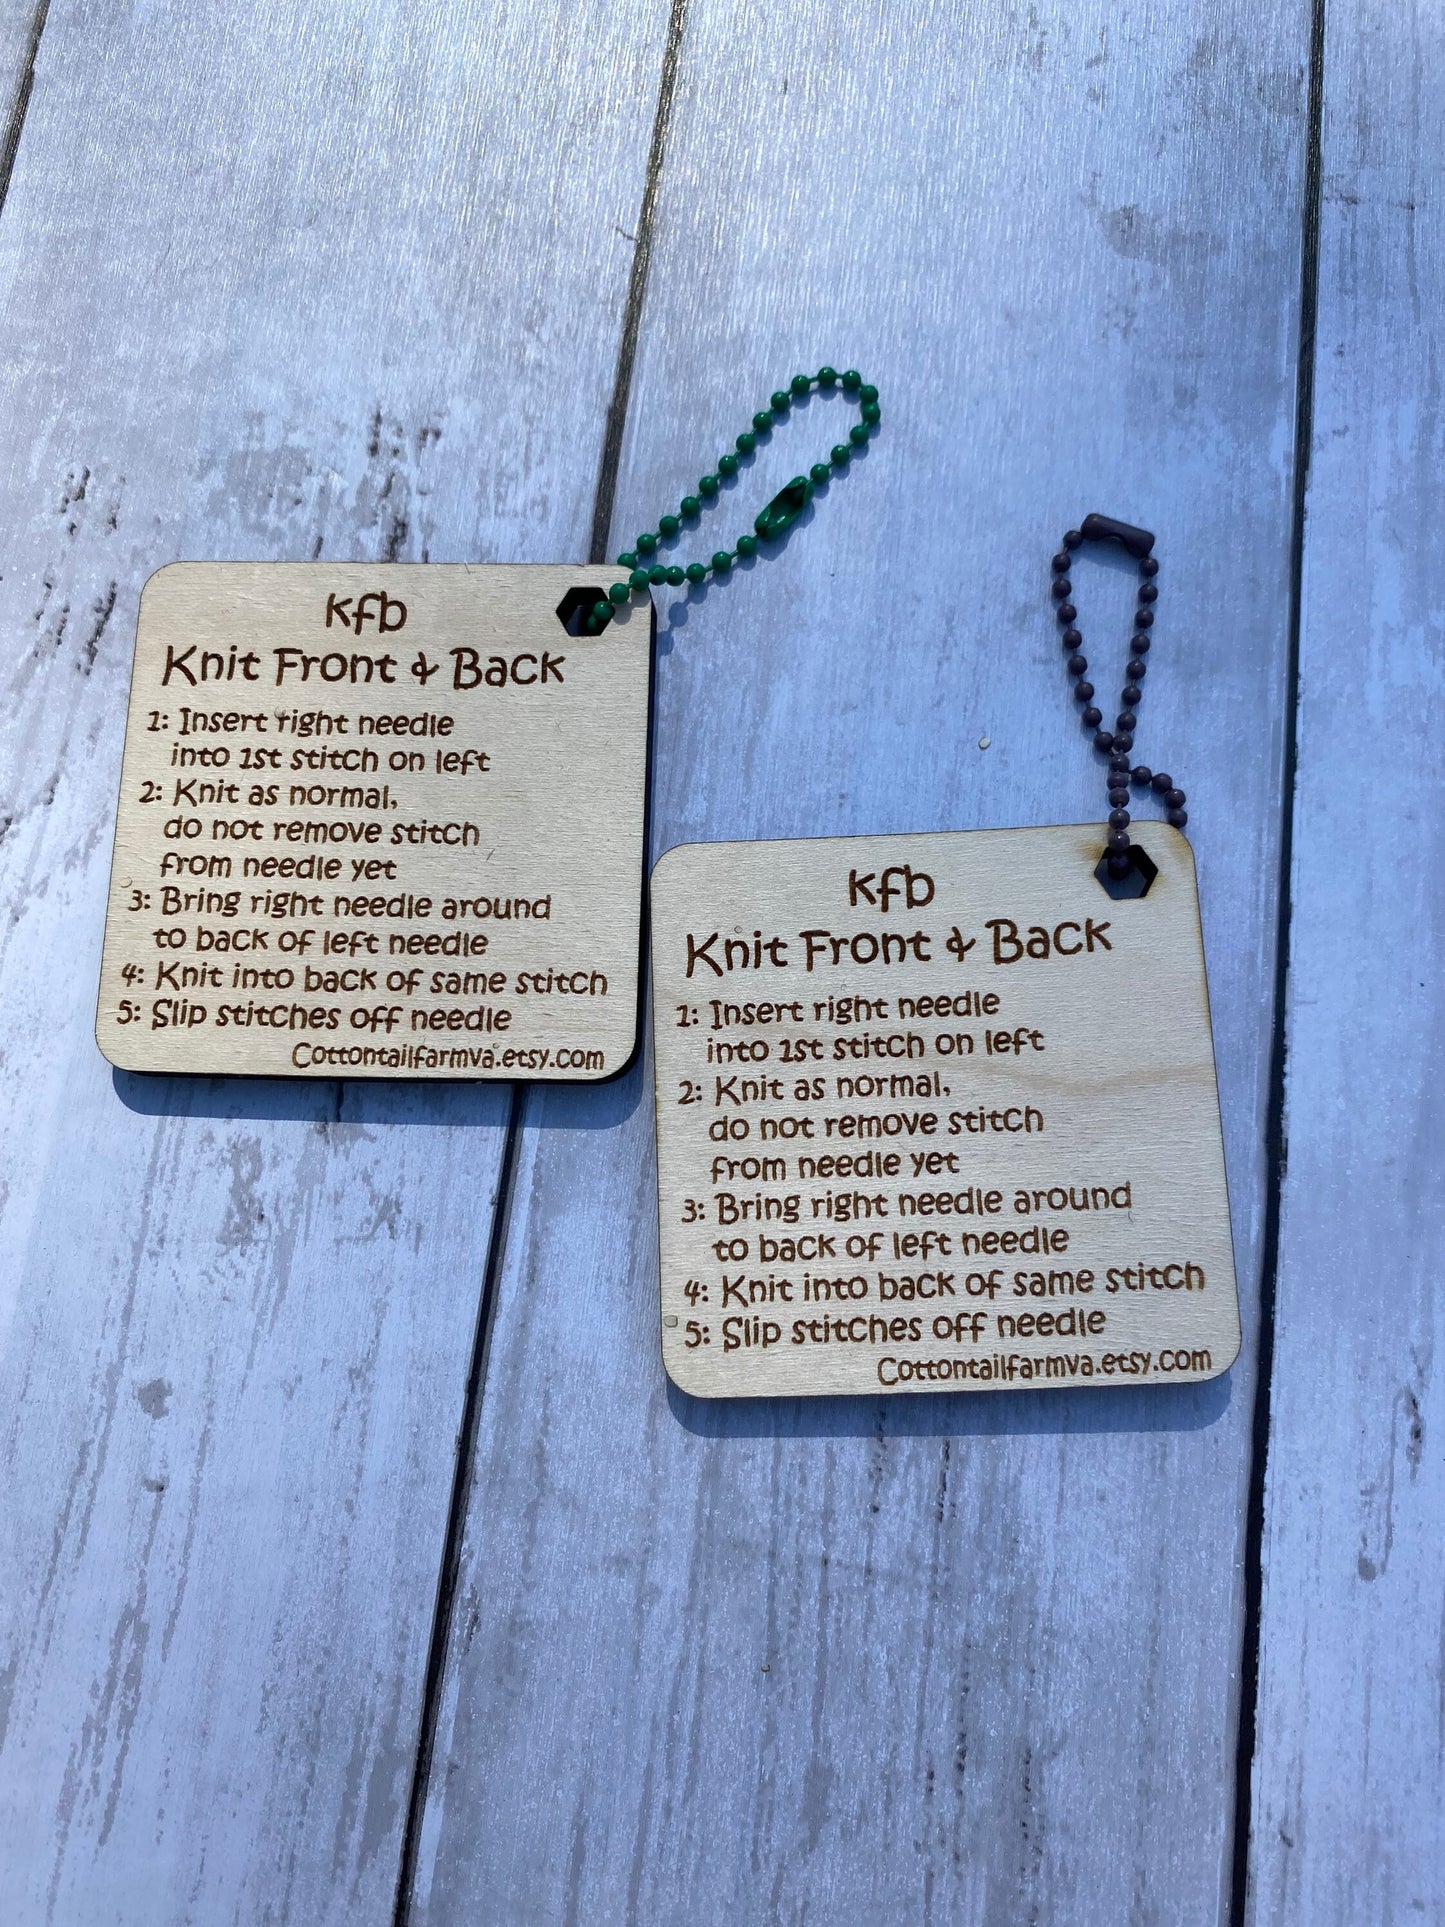 kfb
Knit Front & Back
1: Insert right needle
into 1st stitch on left
2: Knit as normal,
do not remove stitch
from needle yet
3: Bring right needle around
to back of left needle
4: Knit into back of same stitch
5: Slip stitches off needle
Cottontailfarmva.etsy.com
kfb
Knit Front & Back
1: Insert right needle
into 1st stitch on left
2: Knit as normal,
do not remove stitch
from needle yet
3: Bring right needle around
to back of left needle
4: Knit into back of same stitch
5: Slip stitches off needle
Cottontailfarmva.etsy.com